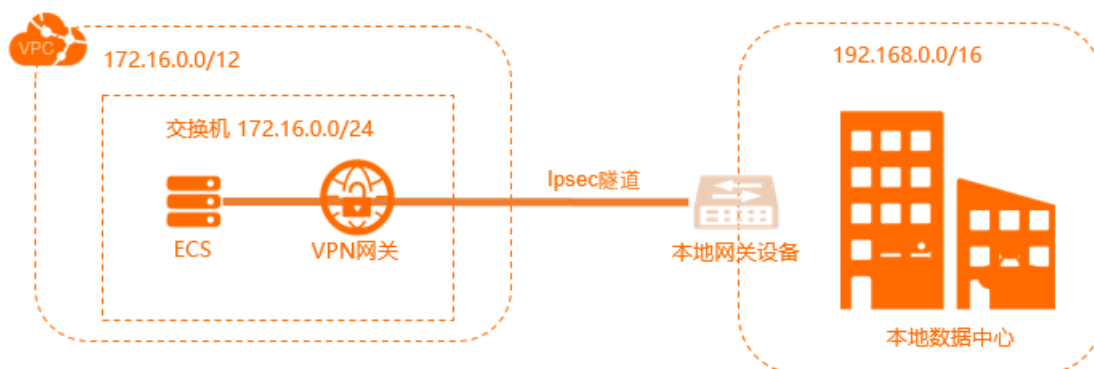 VPC
172.16.0.0/12
192.168.0.0/16
交换机 172.16.0.0/24
Ipsec隧道
ECS
VPN网关
本地网关设备
本地数据中心